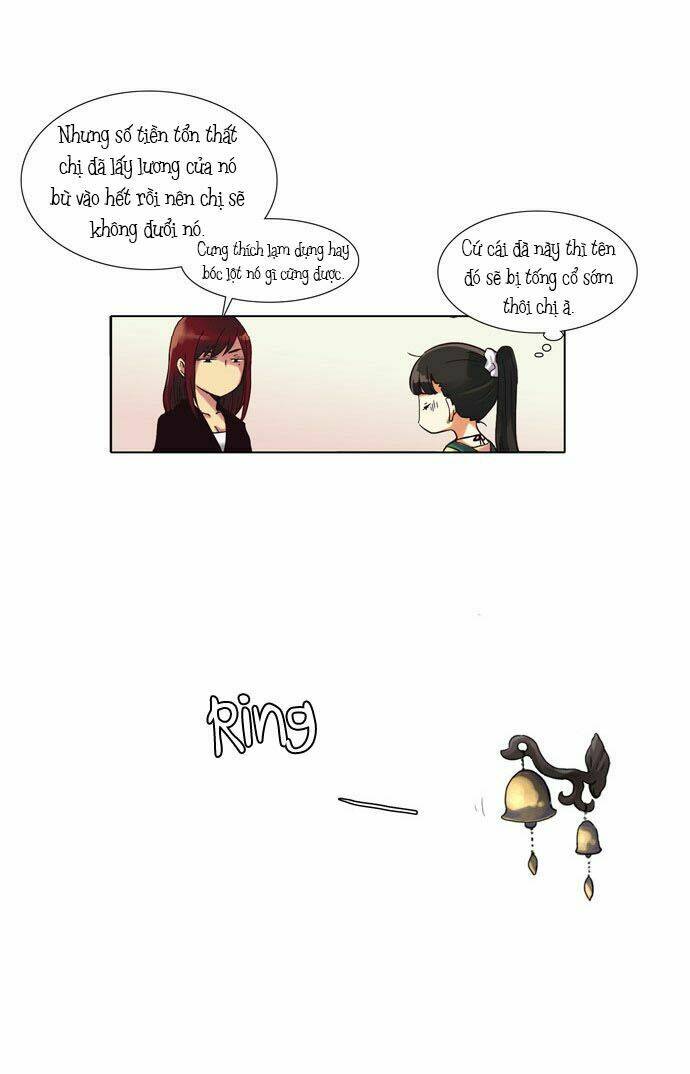 Nhưng số tiền tổn thất
chị đã lấy lương của nó
bù vào hết rồi nên chị sẽ
không đuổi nó.
Cưng thích lạm dụng hay
bóc lột nó gì cũng được.
Cứ cái đà này thì tên
đó sẽ bị tống cổ sớm
thôi chị à.
Ring